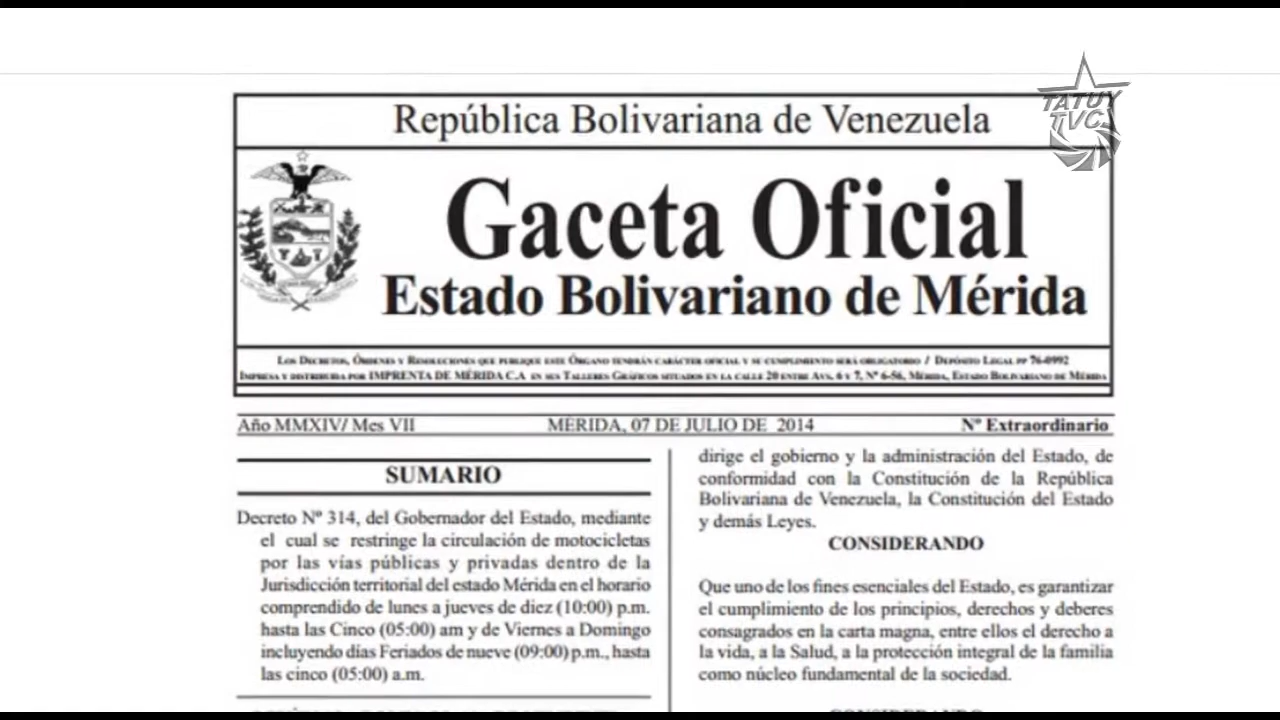 TATUY
TVC
República Bolivariana de Venezuela
Gaceta Oficial
Estado Bolivariano de Mérida
Los Decretos, Órdenes y Resoluciones que publique este Órgano tendrán carácter oficial y su cumplimiento será obligatorio / Depósito Legal pp 76-0992
Impresa y distribuida por IMPRENTA DE MÉRIDA C.A en sus Talleres Gráficos situados en la calle 20 entre Avs. 6 y 7, Nº 6-56, Mérida, Estado Bolivariano de Mérida
Año MMXIV/ Mes VII MÉRIDA, 07 DE JULIO DE 2014 Nº Extraordinario
SUMARIO
Decreto Nº 314, del Gobernador del Estado, mediante
el cual se restringe la circulación de motocicletas
por las vías públicas y privadas dentro de la
Jurisdicción territorial del estado Mérida en el horario
comprendido de lunes a jueves de diez (10:00) p.m.
hasta las Cinco (05:00) am y de Viernes a Domingo
incluyendo días Feriados de nueve (09:00) p.m., hasta
las cinco (05:00) a.m.
dirige el gobierno y la administración del Estado, de
conformidad con la Constitución de la República
Bolivariana de Venezuela, la Constitución del Estado
y demás Leyes.
CONSIDERANDO
Que uno de los fines esenciales del Estado, es garantizar
el cumplimiento de los principios, derechos y deberes
consagrados en la carta magna, entre ellos el derecho a
la vida, a la Salud, a la protección integral de la familia
como núcleo fundamental de la sociedad.
CONSIDERANDO